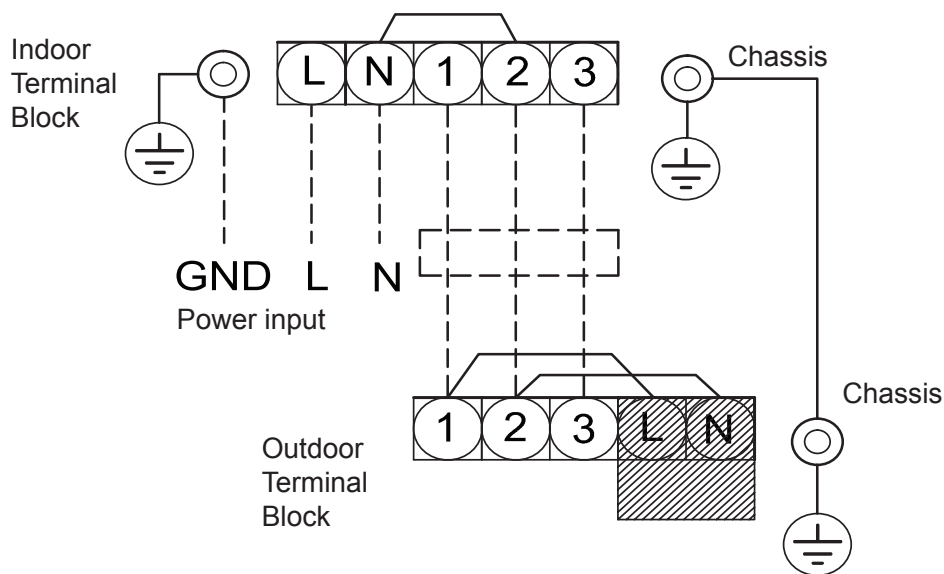 Indoor
Terminal
Block
L N 1 2 3
Chassis
GND L N
Power input
Chassis
1 2 3 L N
Outdoor
Terminal
Block